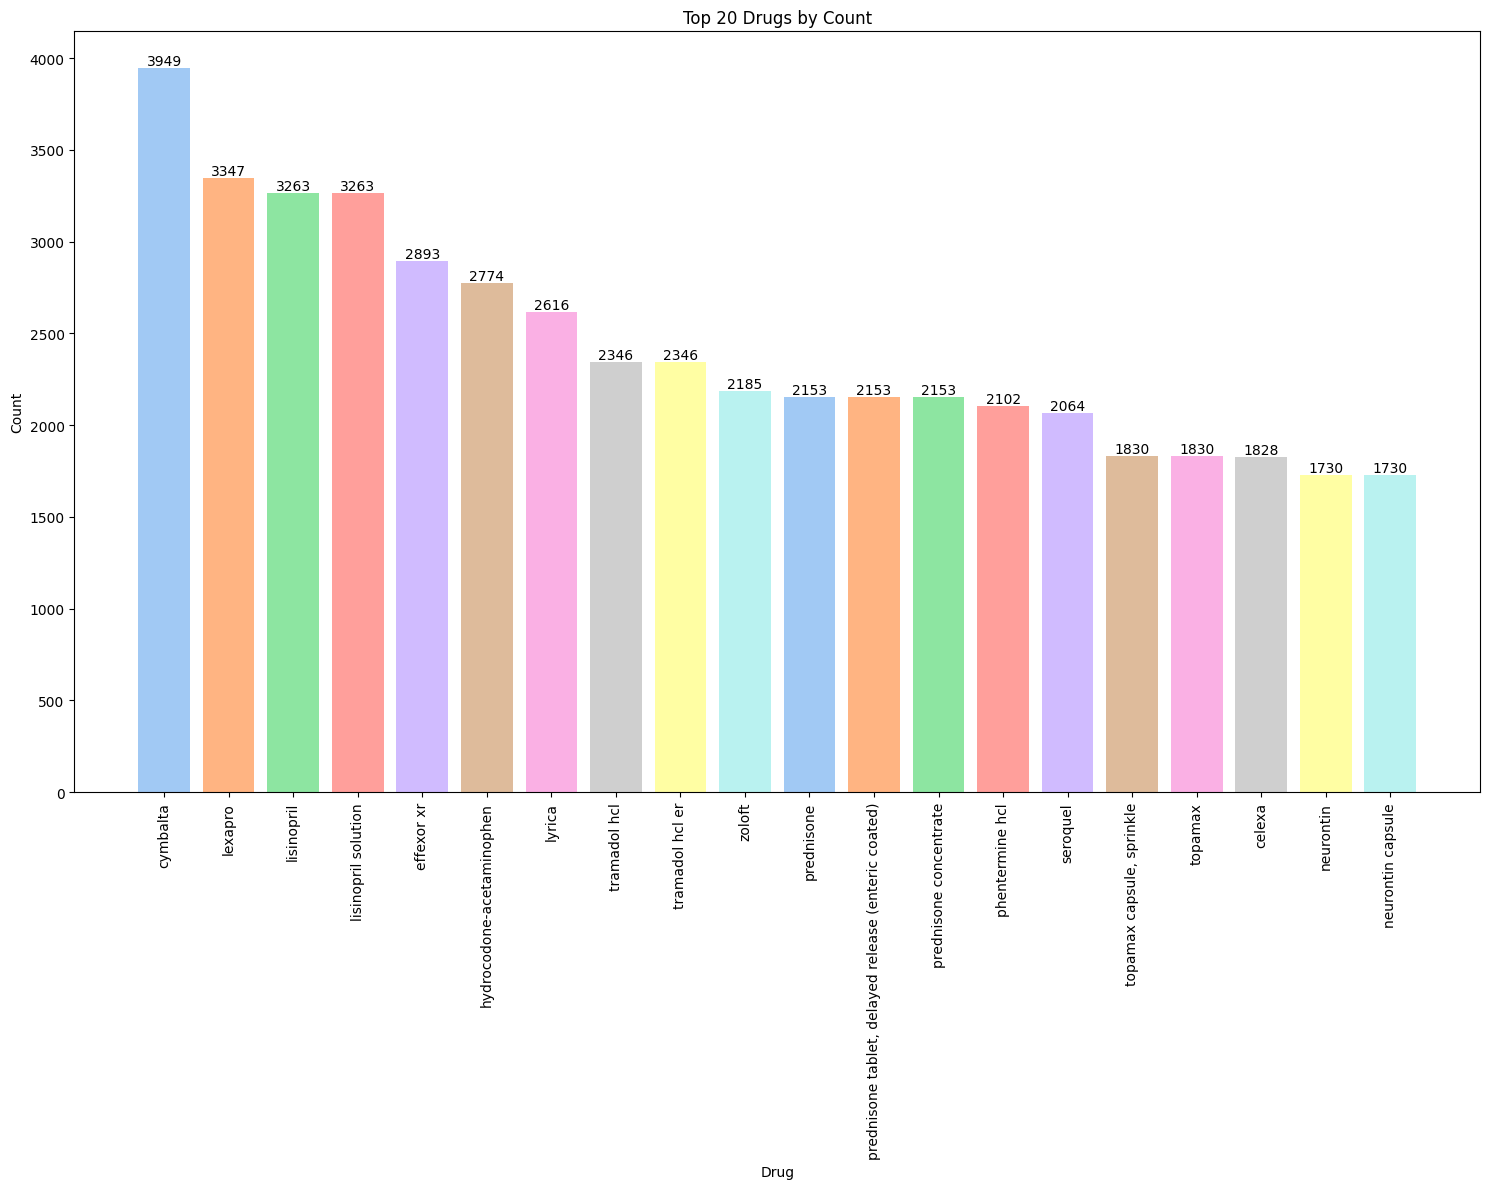 Top 20 Drugs by Count
Count
4000
3500
3000
2500
2000
1500
1000
500
0
3949
3347
3263
3263
2893
2774
2616
2346
2346
2185
2153
2153
2153
2102
2064
1830
1830
1828
1730
1730
cymbalta
lexapro
lisinopril
lisinopril solution
effexor xr
hydrocodone-acetaminophen
lyrica
tramadol hcl
tramadol hcl er
zoloft
prednisone
prednisone tablet, delayed release (enteric coated)
prednisone concentrate
phentermine hcl
seroquel
topamax capsule, sprinkle
topamax
celexa
neurontin
neurontin capsule
Drug